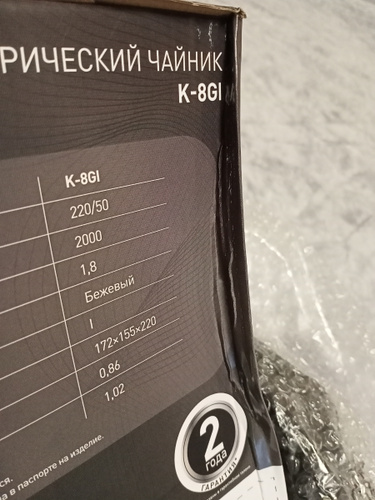 РИЧЕСКИЙ ЧАЙНИК
K-8GI
K-8GI
220/50
2000
1,8
Бежевый
I
172×155×220
0,86
1,02
ся.
а в паспорте на изделие.
2
года
ГАРАНТИЯ